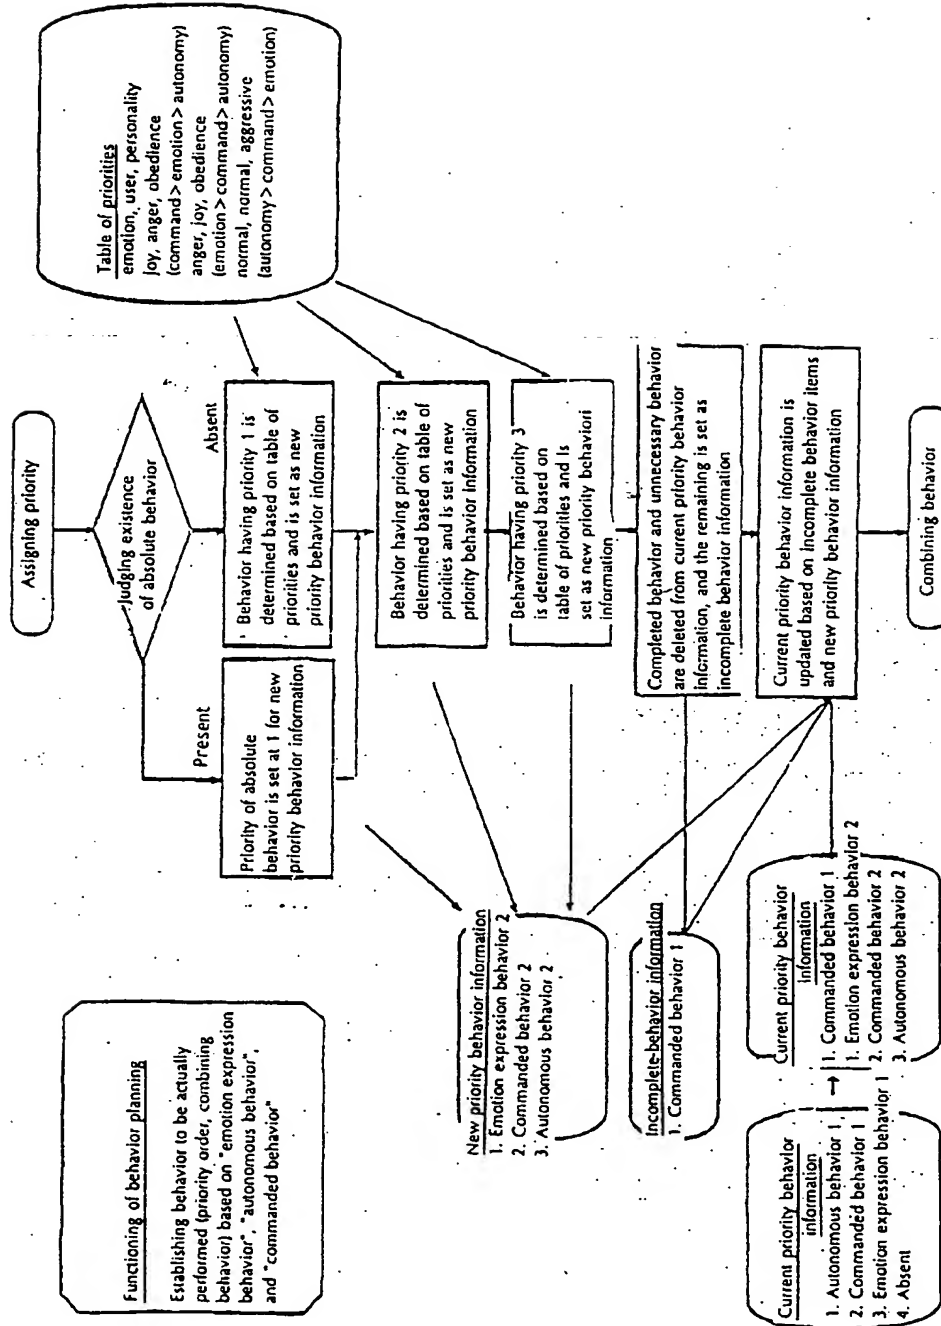 Functioning of behavior planning
Establishing behavior to be actually
performed (priority order, combining
behavior) based on "emotion expression
behavior", "autonomous behavior",
and "commanded behavior"
Assigning priority
Judging existence
of absolute behavior
Present
Absent
Priority of absolute
behavior is set at 1 for new
priority behavior information
Behavior having priority 1 is
determined based on table of
priorities and is set as new
priority behavior information
Table of priorities
emotion, user, personality
joy, anger, obedience
(command > emotion > autonomy)
anger, joy, obedience
(emotion > command > autonomy)
normal, normal, aggressive
(autonomy > command > emotion)
Behavior having priority 2 is
determined based on table of
priorities and is set as new
priority behavior information
Behavior having priority 3
is determined based on
table of priorities and is
set as new priority behaviori
information
New priority behavior information
1. Emotion expression behavior 2
2. Commanded behavior 2
3. Autonomous behavior 2
Completed behavior and unnecessary behavior
are deleted from current priority behavior
information, and the remaining is set as
incomplete behavior information
Incomplete-behavior information
1. Commanded behavior 1
Current priority behavior information is
updated based on incomplete behavior items
and new priority behavior information
Current priority behavior
information
1. Autonomous behavior 1
2. Commanded behavior 1
3. Emotion expression behavior 1
4. Absent
→
Current priority behavior
information
1. Commanded behavior 1
1. Emotion expression behavior 2
2. Commanded behavior 2
3. Autonomous behavior 2
Combining behavior